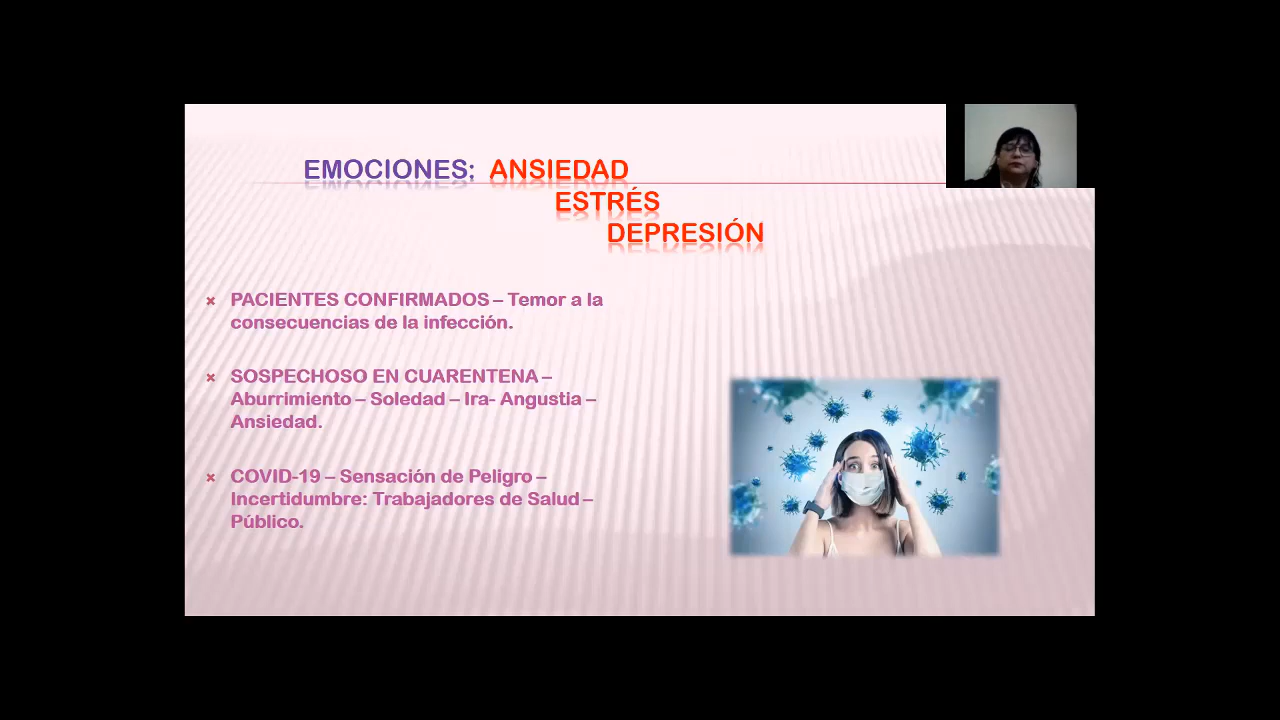 EMOCIONES: ANSIEDAD
ESTRÉS
DEPRESIÓN
PACIENTES CONFIRMADOS – Temor a la
consecuencias de la infección.
SOSPECHOSO EN CUARENTENA –
Aburrimiento – Soledad – Ira- Angustia –
Ansiedad.
COVID-19 – Sensación de Peligro –
Incertidumbre: Trabajadores de Salud –
Público.